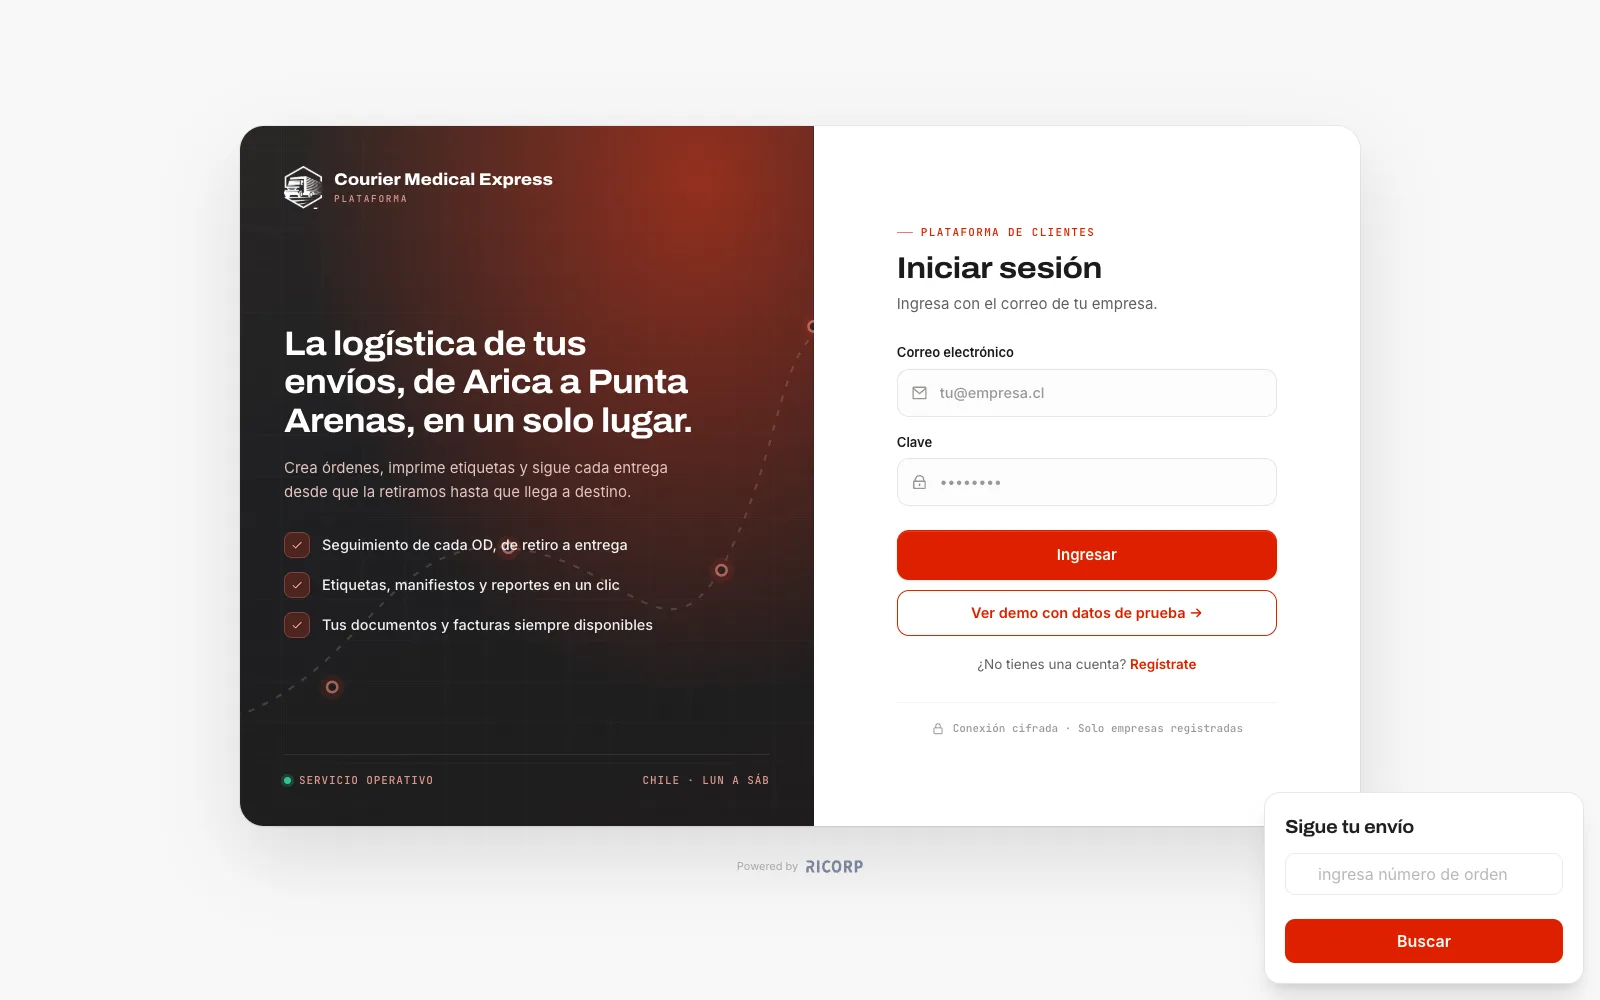 Courier Medical Express
PLATAFORMA
La logística de tus
envíos, de Arica a Punta
Arenas, en un solo lugar.
Crea órdenes, imprime etiquetas y sigue cada entrega
desde que la retiramos hasta que llega a destino.
Seguimiento de cada OD, de retiro a entrega
Etiquetas, manifiestos y reportes en un clic
Tus documentos y facturas siempre disponibles
SERVICIO OPERATIVO
CHILE · LUN A SÁB
PLATAFORMA DE CLIENTES
Iniciar sesión
Ingresa con el correo de tu empresa.
Correo electrónico
tu@empresa.cl
Clave
••••••••
Ingresar
Ver demo con datos de prueba →
¿No tienes una cuenta? Regístrate
Conexión cifrada · Solo empresas registradas
Powered by RICORP
Sigue tu envío
ingresa número de orden
Buscar